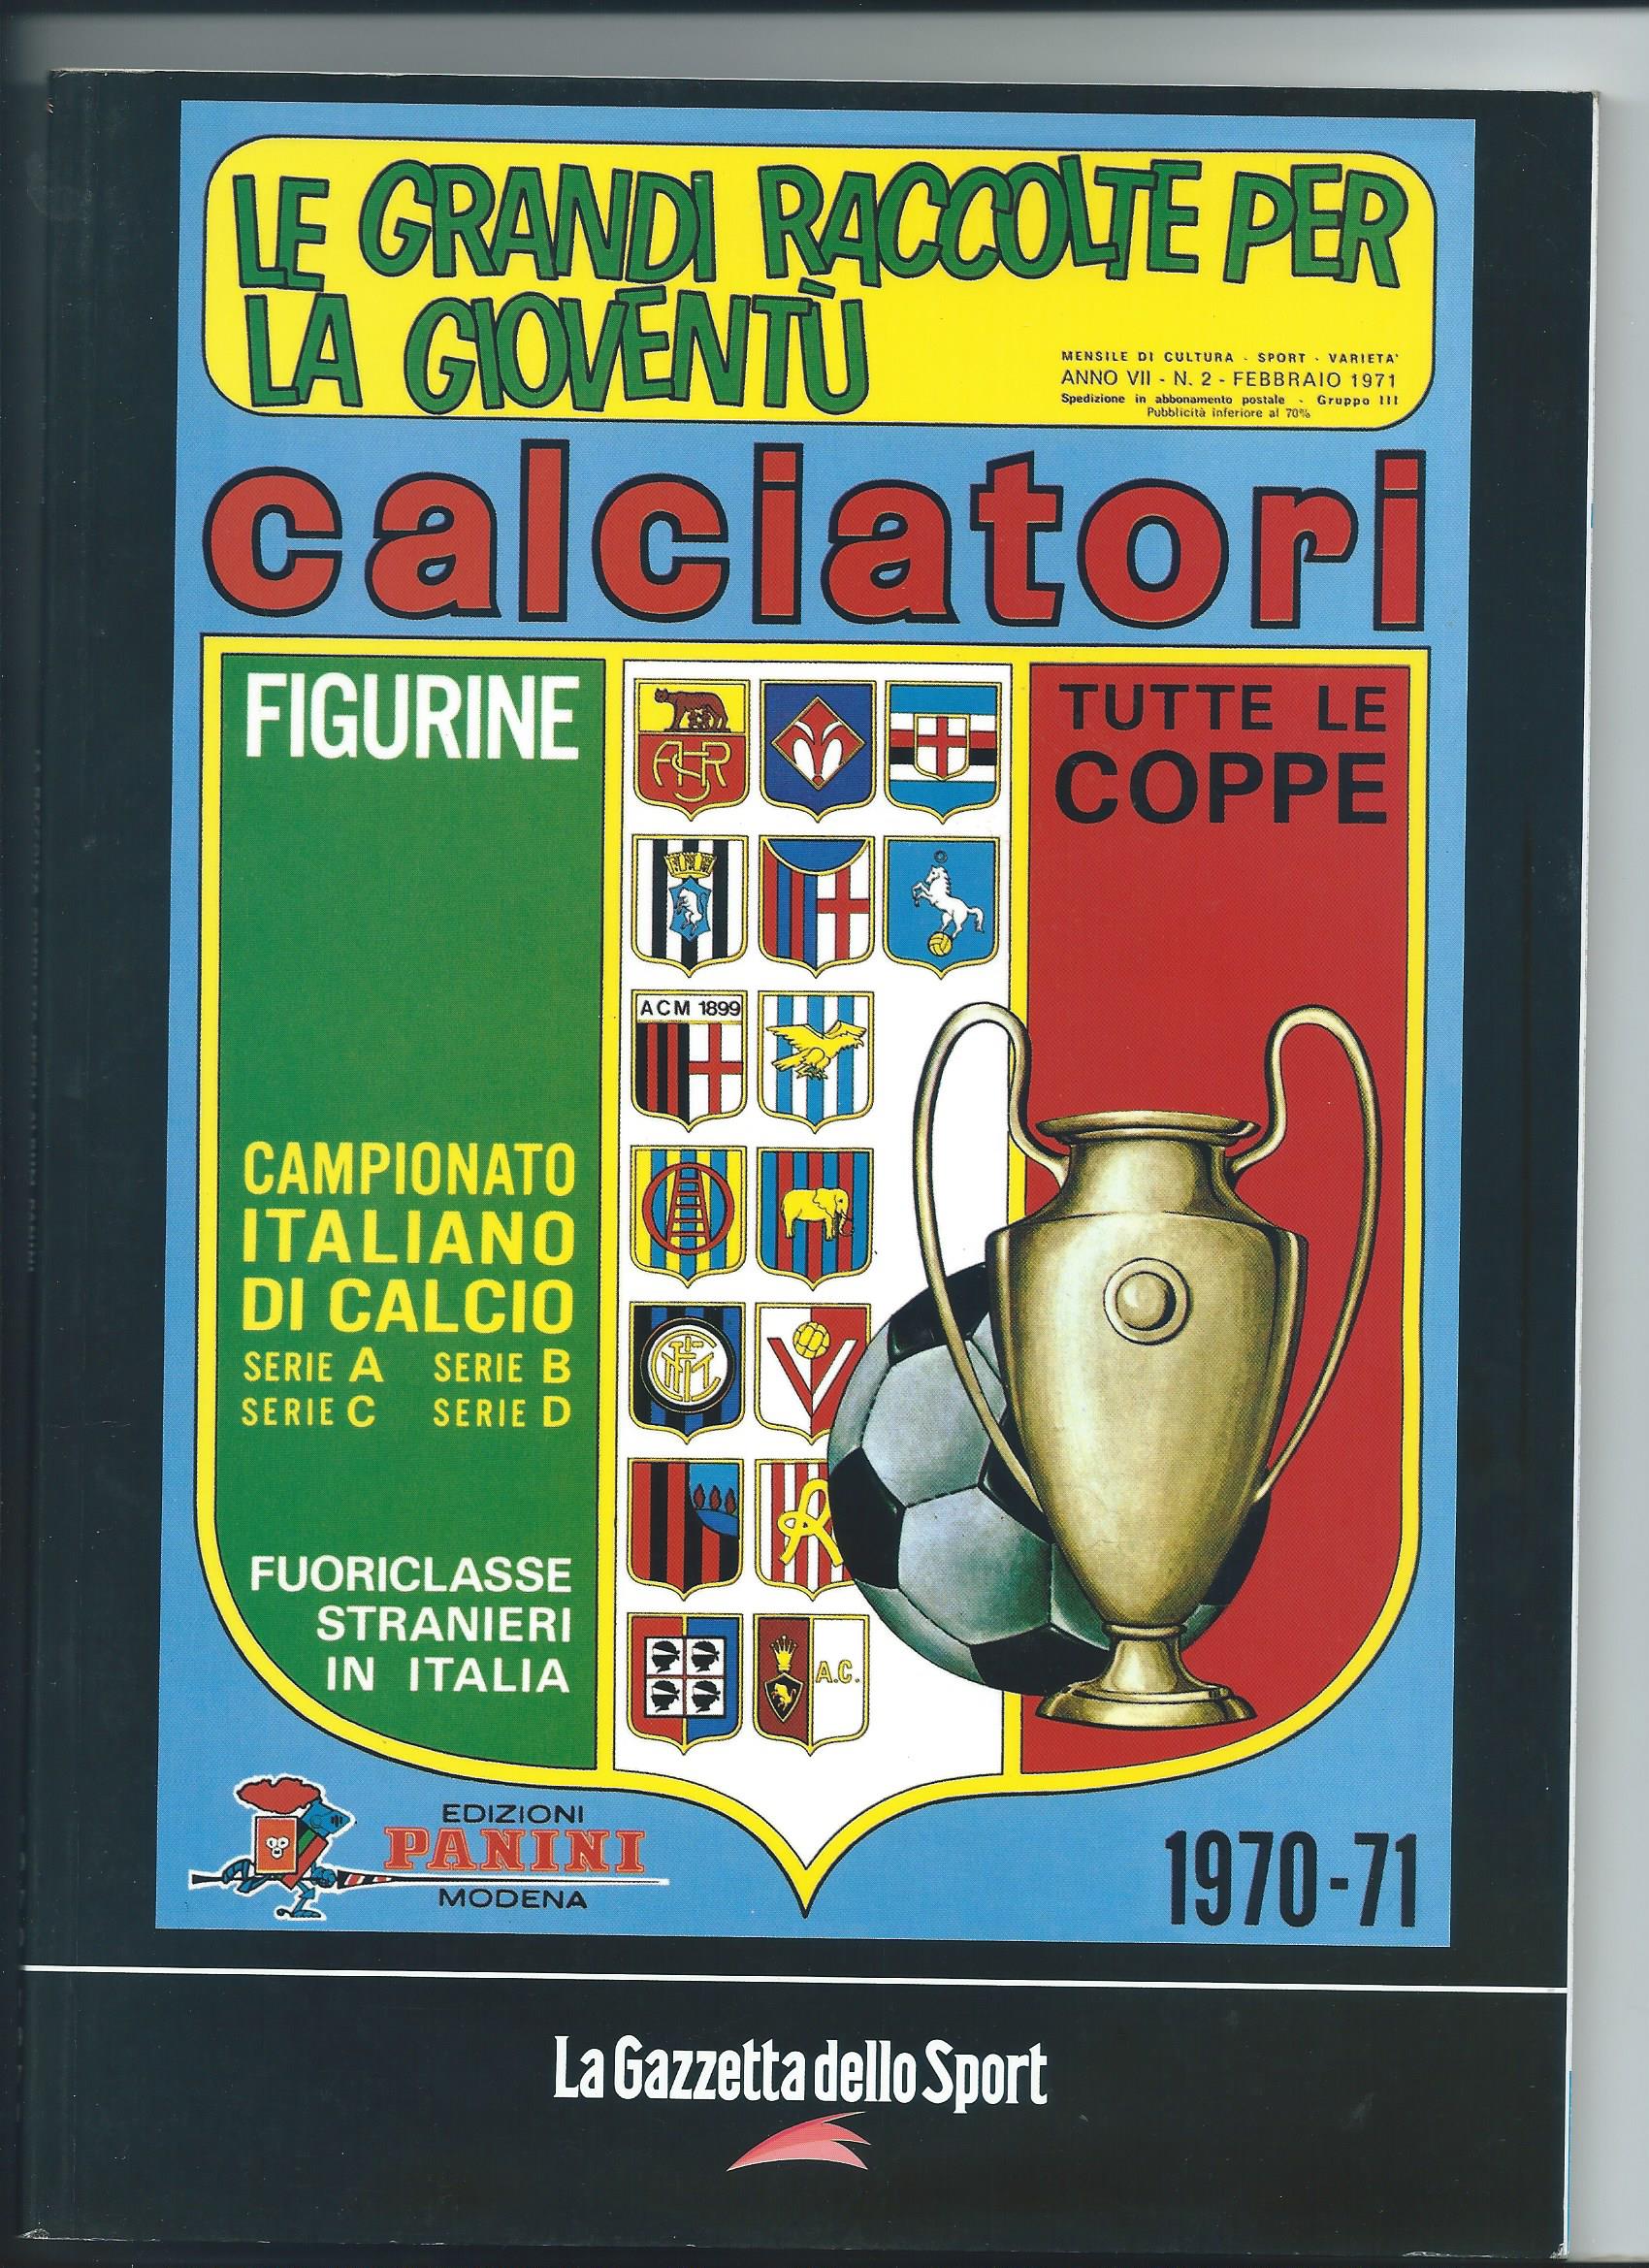 LE GRANDI RACCOLTE PER
LA GIOVENTÙ
MENSILE DI CULTURA - SPORT - VARIETA'
ANNO VII - N. 2 - FEBBRAIO 1971
Spedizione in abbonamento postale - Gruppo III
Pubblicità inferiore al 70%
calciatori
FIGURINE
TUTTE LE
COPPE
ASR
ACM 1899
CAMPIONATO
ITALIANO
DI CALCIO
SERIE A SERIE B
SERIE C SERIE D
FUORICLASSE
STRANIERI
IN ITALIA
A.C.
EDIZIONI
PANINI
MODENA
1970-71
La Gazzetta dello Sport